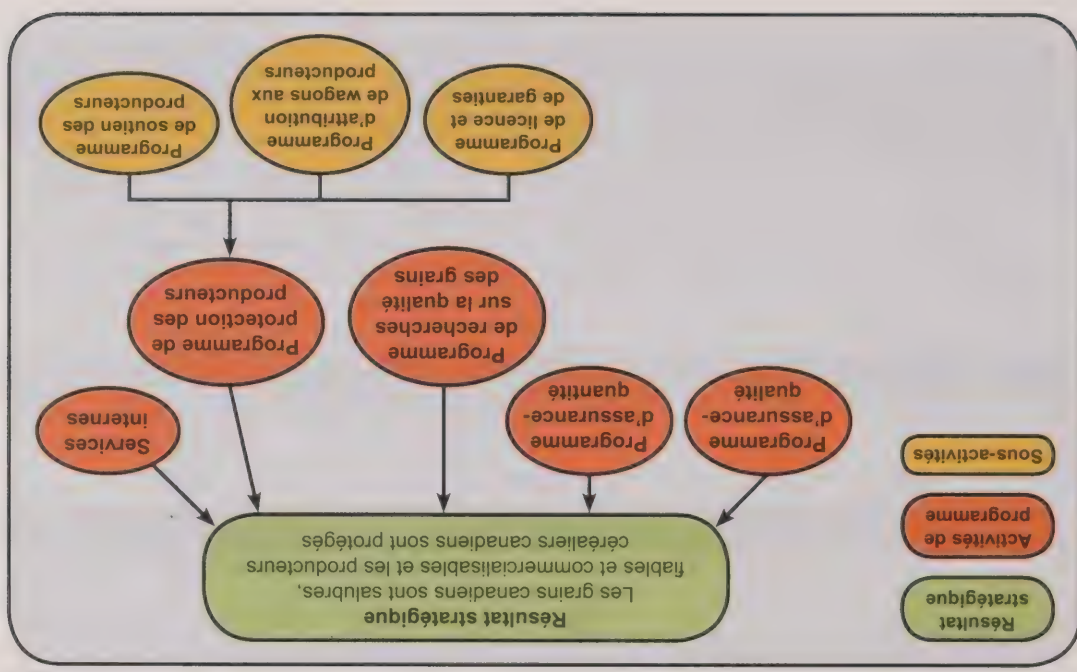 Résultat
stratégique
Activités de
programme
Sous-activités
Résultat stratégique
Les grains canadiens sont salubres,
fiables et commercialisables et les producteurs
céréaliers canadiens sont protégés
Programme
d'assurance-
qualité
Programme
d'assurance-
quantité
Programme
de recherches
sur la qualité
des grains
Programme de
protection des
producteurs
Services
internes
Programme
de licence et
de garanties
Programme
d'attribution
de wagons aux
producteurs
Programme
de soutien des
producteurs